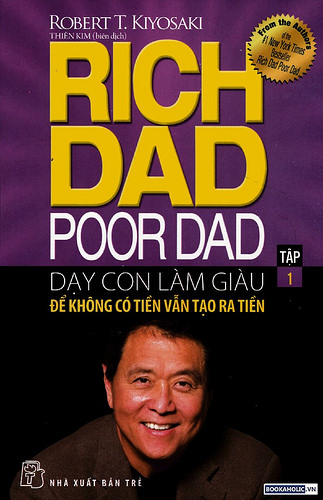 ROBERT T. KIYOSAKI
THIÊN KIM (biên dịch)
From the Authors
of the
#1 New York Times
Bestseller
Rich Dad Poor Dad
RICH
DAD
POOR DAD
TẬP
1
DẠY CON LÀM GIÀU
ĐỂ KHÔNG CÓ TIỀN VẪN TẠO RA TIỀN
NHÀ XUẤT BẢN TRẺ
BOOKAHOLIC.VN